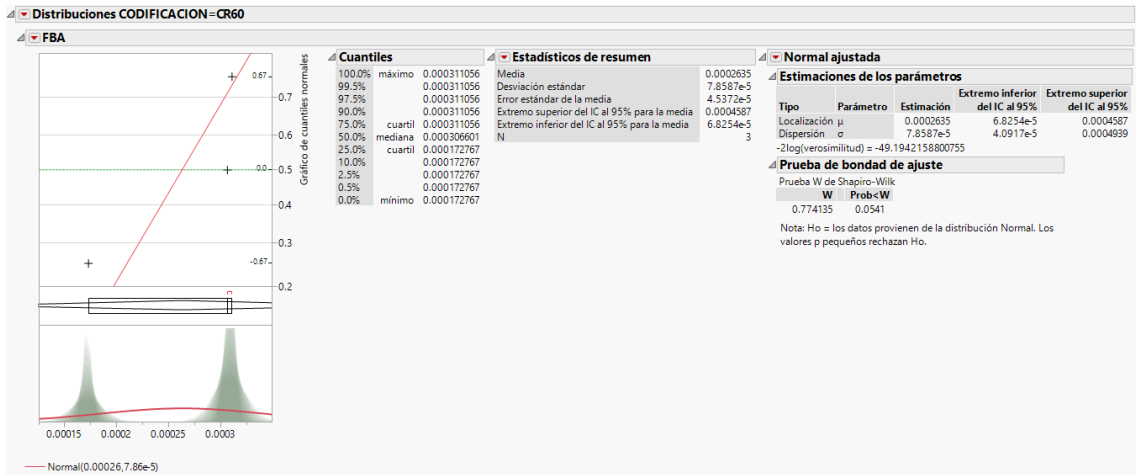 Distribuciones CODIFICACION=CR60
FBA
0.67
0.0
-0.67
0.7
0.6
0.5
0.4
0.3
0.2
Gráfico de cuantiles normales
0.00015 0.0002 0.00025 0.0003
Normal(0.00026,7.86e-5)
Cuantiles
100.0% máximo 0.000311056
99.5% 0.000311056
97.5% 0.000311056
90.0% 0.000311056
75.0% cuartil 0.000311056
50.0% mediana 0.000306601
25.0% cuartil 0.000172767
10.0% 0.000172767
2.5% 0.000172767
0.5% 0.000172767
0.0% mínimo 0.000172767
Estadísticos de resumen
Media 0.0002635
Desviación estándar 7.8587e-5
Error estándar de la media 4.5372e-5
Extremo superior del IC al 95% para la media 0.0004587
Extremo inferior del IC al 95% para la media 6.8254e-5
N 3
Normal ajustada
Estimaciones de los parámetros
Extremo inferior Extremo superior
Tipo Parámetro Estimación del IC al 95% del IC al 95%
Localización μ 0.0002635 6.8254e-5 0.0004587
Dispersión σ 7.8587e-5 4.0917e-5 0.0004939
-2log(verosimilitud) = -49.1942158800755
Prueba de bondad de ajuste
Prueba W de Shapiro-Wilk
W Prob<W
0.774135 0.0541
Nota: Ho = los datos provienen de la distribución Normal. Los
valores p pequeños rechazan Ho.